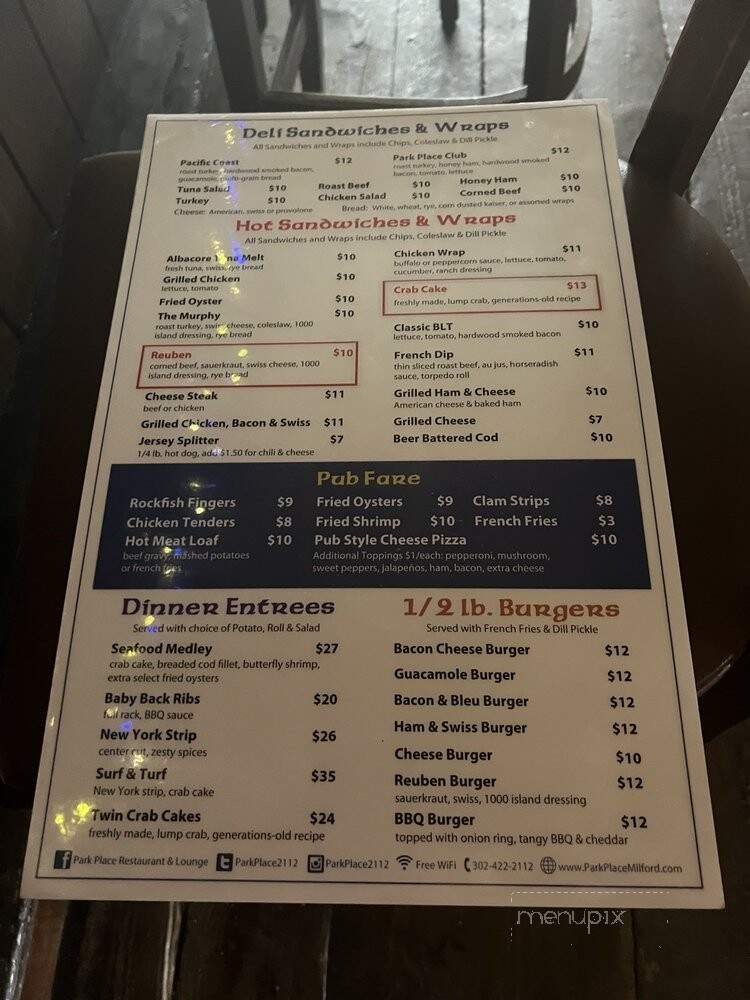 Deli Sandwiches & Wraps
All Sandwiches and Wraps include Chips, Coleslaw & Dill Pickle
Pacific Coast $12
roast turkey, hardwood smoked bacon,
guacamole, multi-grain bread
Park Place Club $12
roast turkey, honey ham, hardwood smoked
bacon, tomato, lettuce
Tuna Salad $10 Roast Beef $10 Honey Ham $10
Turkey $10 Chicken Salad $10 Corned Beef $10
Cheese: American, swiss or provolone Bread: White, wheat, rye, corn dusted kaiser, or assorted wraps
Hot Sandwiches & Wraps
All Sandwiches and Wraps include Chips, Coleslaw & Dill Pickle
Albacore Tuna Melt $10
fresh tuna, swiss, rye bread
Grilled Chicken $10
lettuce, tomato
Fried Oyster $10
The Murphy $10
roast turkey, swiss cheese, coleslaw, 1000
island dressing, rye bread
Reuben $10
corned beef, sauerkraut, swiss cheese, 1000
island dressing, rye bread
Cheese Steak $11
beef or chicken
Grilled Chicken, Bacon & Swiss $11
Jersey Splitter $7
1/4 lb. hot dog, add $1.50 for chili & cheese
Chicken Wrap $11
buffalo or peppercorn sauce, lettuce, tomato,
cucumber, ranch dressing
Crab Cake $13
freshly made, lump crab, generations-old recipe
Classic BLT $10
lettuce, tomato, hardwood smoked bacon
French Dip $11
thin sliced roast beef, au jus, horseradish
sauce, torpedo roll
Grilled Ham & Cheese $10
American cheese & baked ham
Grilled Cheese $7
Beer Battered Cod $10
Pub Fare
Rockfish Fingers $9 Fried Oysters $9 Clam Strips $8
Chicken Tenders $8 Fried Shrimp $10 French Fries $3
Hot Meat Loaf $10 Pub Style Cheese Pizza $10
beef gravy, mashed potatoes
or french fries
Additional Toppings $1/each: pepperoni, mushroom,
sweet peppers, jalapeños, ham, bacon, extra cheese
Dinner Entrees
Served with choice of Potato, Roll & Salad
Seafood Medley $27
crab cake, breaded cod fillet, butterfly shrimp,
extra select fried oysters
Baby Back Ribs $20
full rack, BBQ sauce
New York Strip $26
center cut, zesty spices
Surf & Turf $35
New York strip, crab cake
Twin Crab Cakes $24
freshly made, lump crab, generations-old recipe
1/2 lb. Burgers
Served with French Fries & Dill Pickle
Bacon Cheese Burger $12
Guacamole Burger $12
Bacon & Bleu Burger $12
Ham & Swiss Burger $12
Cheese Burger $10
Reuben Burger $12
sauerkraut, swiss, 1000 island dressing
BBQ Burger $12
topped with onion ring, tangy BBQ & cheddar
Park Place Restaurant & Lounge ParkPlace2112 ParkPlace2112 Free WiFi 302-422-2112 www.ParkPlaceMilford.com
menupix